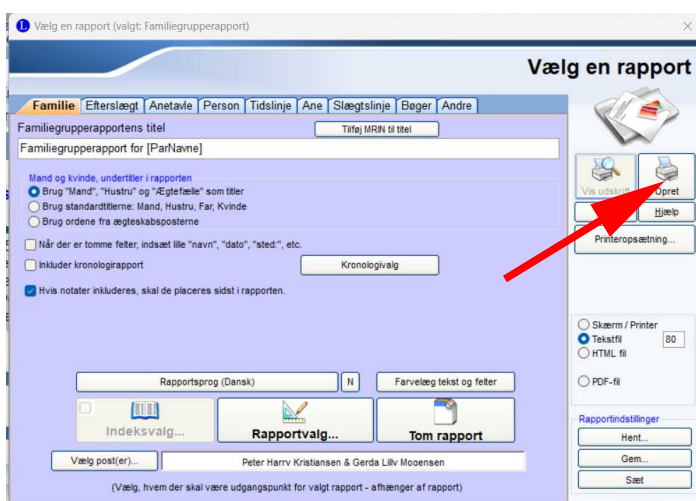 Vælg en rapport (valgt: Familiegrupperapport)
Vælg en rapport
Familie Efterslægt Anetavle Person Tidslinje Ane Slægtslinje Bøger Andre
Familiegrupperapportens titel
Tilføj MRIN til titel
Familiegrupperapport for [ParNavne]
Mand og kvinde, undertitler i rapporten
Brug "Mand", "Hustru" og "Ægtefælle" som titler
Brug standardtitlerne: Mand, Hustru, Far, Kvinde
Brug ordene fra ægteskabsposterne
Når der er tomme felter, indsæt lille "navn", "dato", "sted:", etc.
Inkluder kronologirapport
Kronologivalg
Hvis notater inkluderes, skal de placeres sidst i rapporten.
Vis udskrift
Opret
Hjælp
Printeropsætning...
Skærm / Printer
Tekstfil 80
HTML fil
PDF-fil
Rapportsprog (Dansk)
N
Farvelæg tekst og felter
Indeksvalg...
Rapportvalg...
Tom rapport
Vælg post(er)...
Peter Harry Kristiansen & Gerda Lilly Mogensen
(Vælg, hvem der skal være udgangspunkt for valgt rapport - afhænger af rapport)
Rapportindstillinger
Hent...
Gem...
Sæt